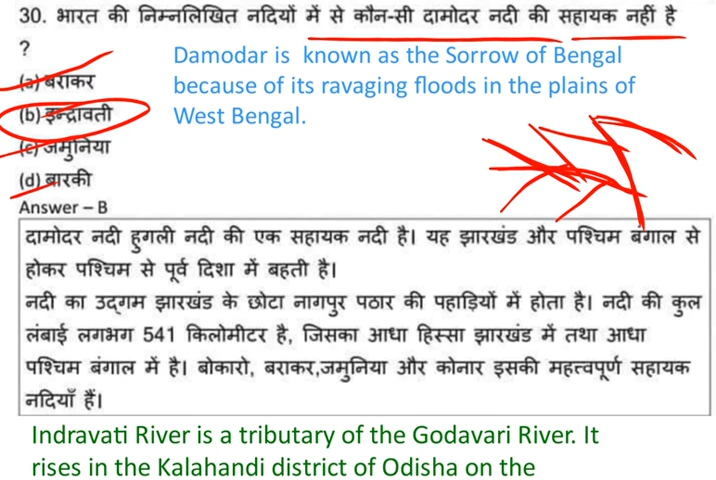 30. भारत की निम्नलिखित नदियों में से कौन-सी दामोदर नदी की सहायक नहीं है
?
Damodar is known as the Sorrow of Bengal
(a) बराकर
because of its ravaging floods in the plains of
(b) इन्द्रावती
West Bengal.
(c) जमुनिया
(d) बारकी
Answer – B
दामोदर नदी हुगली नदी की एक सहायक नदी है। यह झारखंड और पश्चिम बंगाल से
होकर पश्चिम से पूर्व दिशा में बहती है।
नदी का उद्गम झारखंड के छोटा नागपुर पठार की पहाड़ियों में होता है। नदी की कुल
लंबाई लगभग 541 किलोमीटर है, जिसका आधा हिस्सा झारखंड में तथा आधा
पश्चिम बंगाल में है। बोकारो, बराकर,जमुनिया और कोनार इसकी महत्वपूर्ण सहायक
नदियाँ हैं।
Indravati River is a tributary of the Godavari River. It
rises in the Kalahandi district of Odisha on the